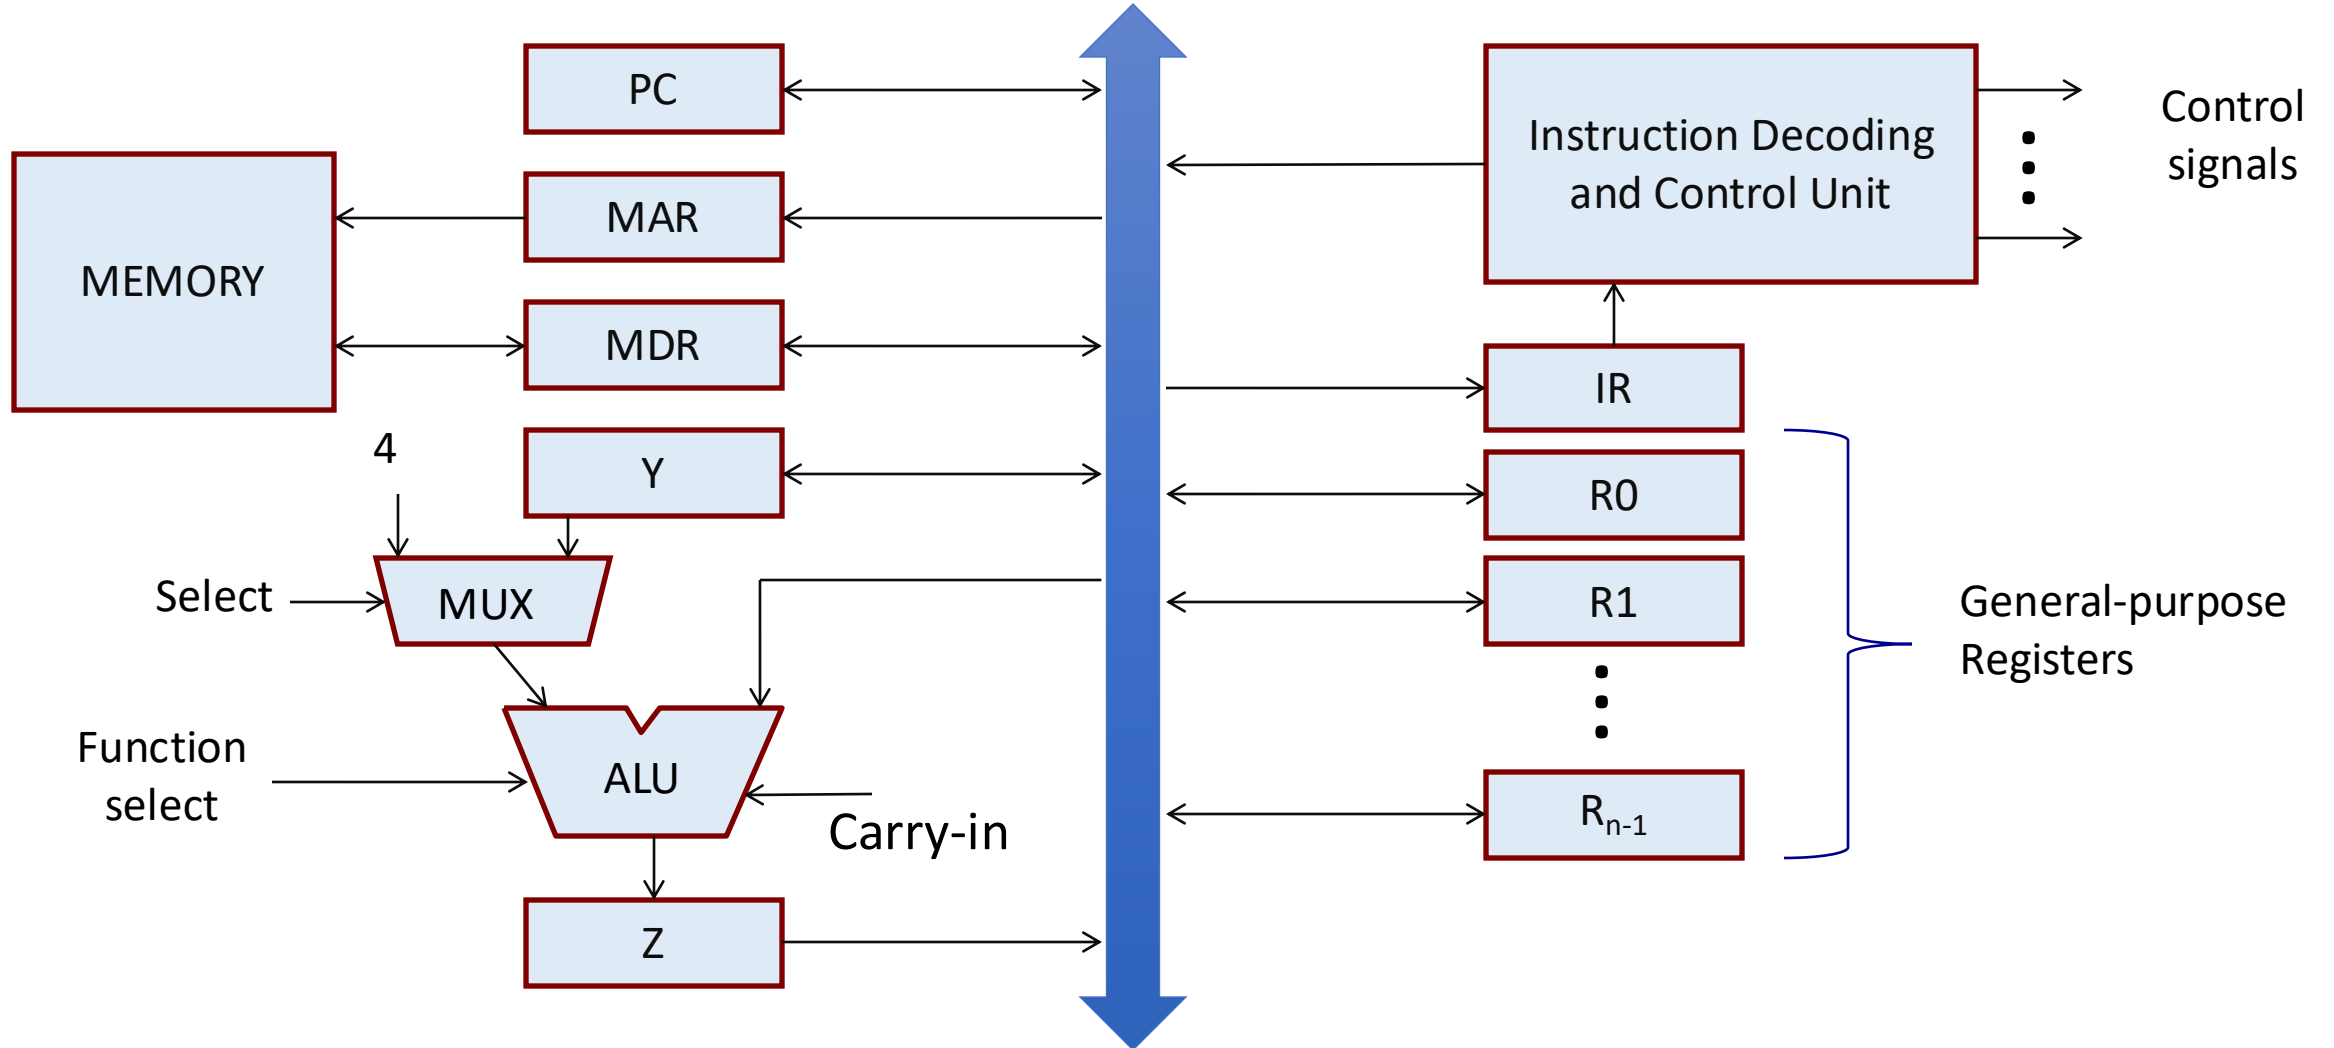 PC
MAR
MEMORY
MDR
4
Y
Select
MUX
Function
select
ALU
Carry-in
Z
Instruction Decoding
and Control Unit
Control
signals
IR
R0
R1
General-purpose
Registers
Rn-1